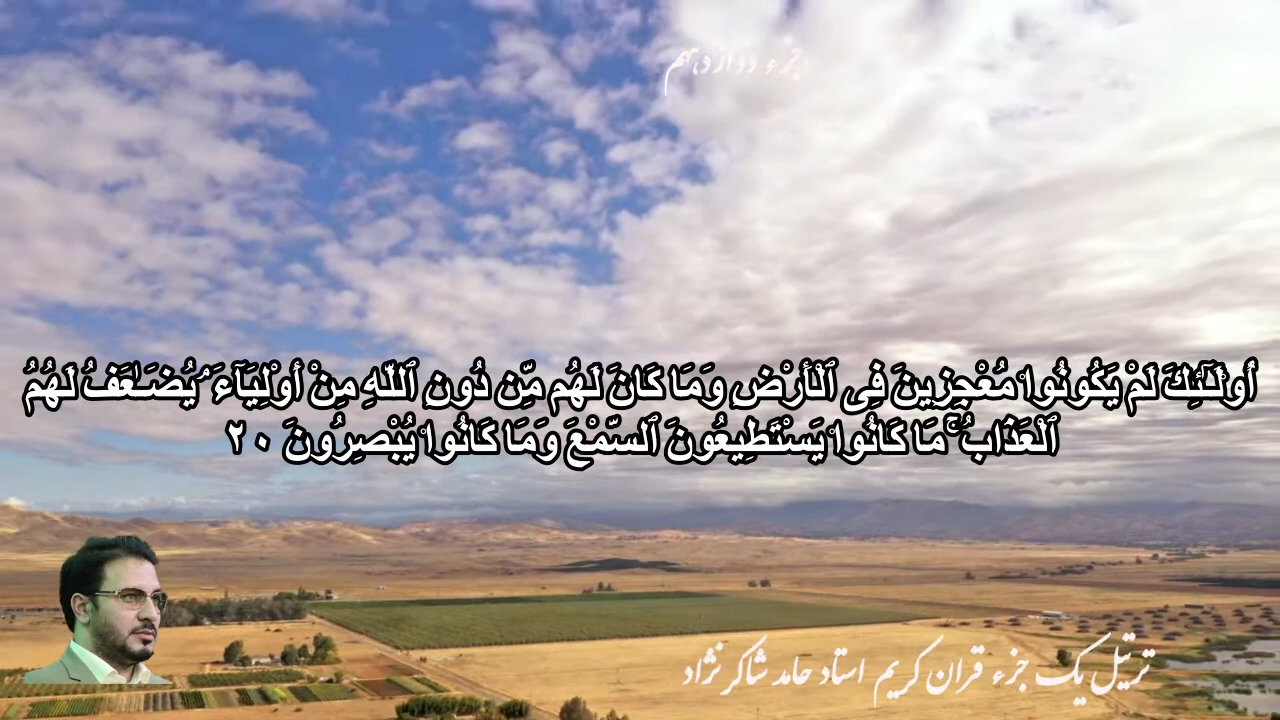 جزء دوازدهم
أُو۟لَـٰٓئِكَ لَمْ يَكُونُوا۟ مُعْجِزِينَ فِى ٱلْأَرْضِ وَمَا كَانَ لَهُم مِّن دُونِ ٱللَّهِ مِنْ أَوْلِيَآءَ ۘ يُضَـٰعَفُ لَهُمُ
ٱلْعَذَابُ ۚ مَا كَانُوا۟ يَسْتَطِيعُونَ ٱلسَّمْعَ وَمَا كَانُوا۟ يُبْصِرُونَ ٢٠
ترتیل یک جزء قران کریم استاد حامد شاکرنژاد